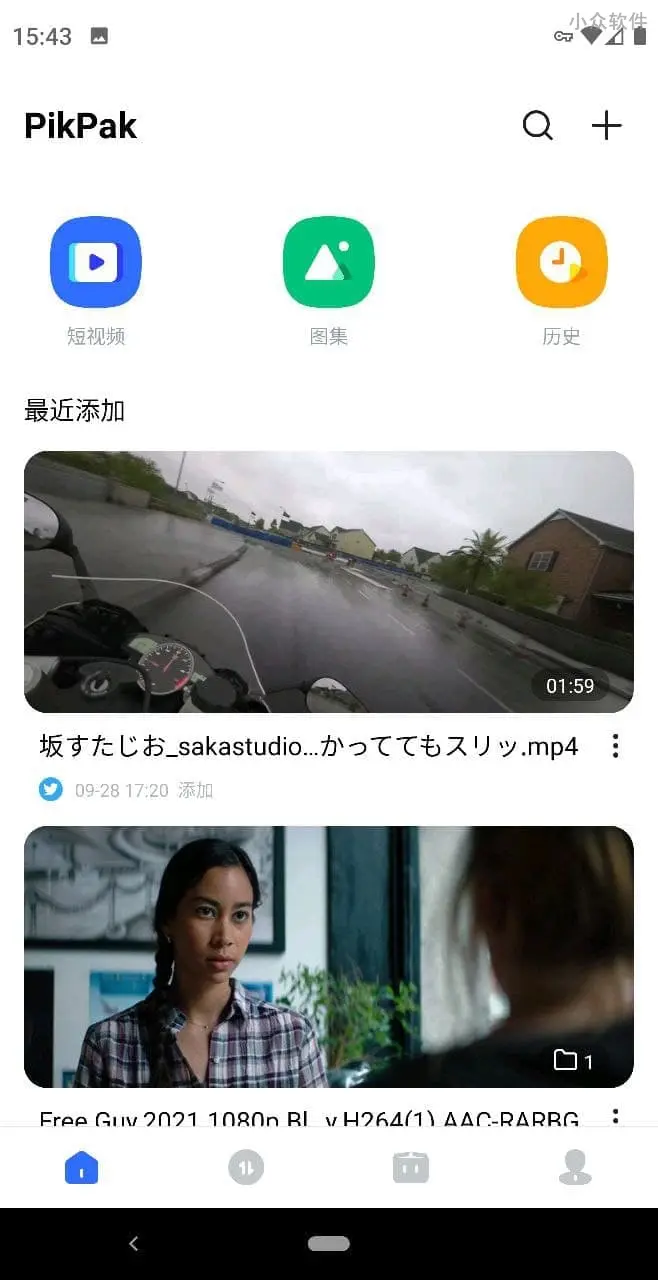 小众软件
15:43
PikPak
短视频
图集
历史
最近添加
01:59
坂すたじお_sakastudio…かっててもスリッ.mp4
09-28 17:20 添加
1
Free Guy 2021 1080p Bl…y H264(1) AAC-RARBG